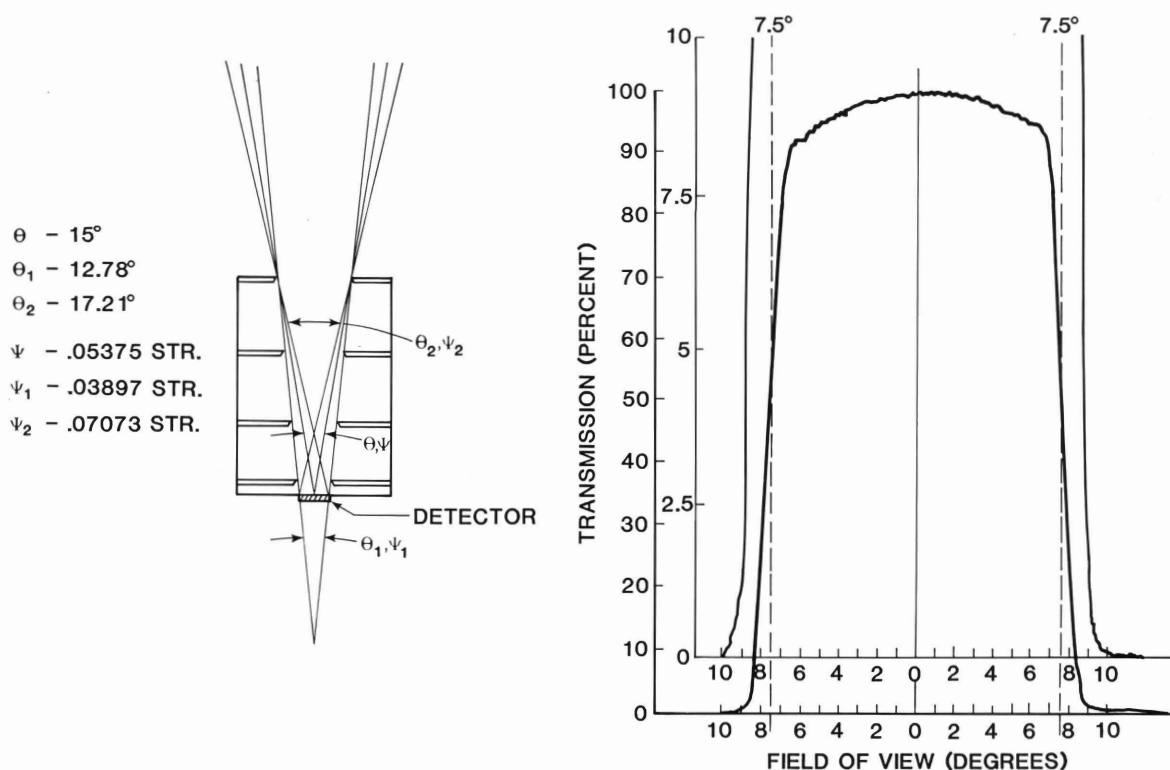 θ - 15°
θ₁ - 12.78°
θ₂ - 17.21°
Ψ - .05375 STR.
Ψ₁ - .03897 STR.
Ψ₂ - .07073 STR.
θ₂,Ψ₂
θ,Ψ
DETECTOR
θ₁,Ψ₁
7.5° 7.5°
TRANSMISSION (PERCENT)
100
90
80
70
60
50
40
30
20
10
0
10
7.5
5
2.5
0
10 8 6 4 2 0 2 4 6 8 10
10 8 6 4 2 0 2 4 6 8 10
FIELD OF VIEW (DEGREES)